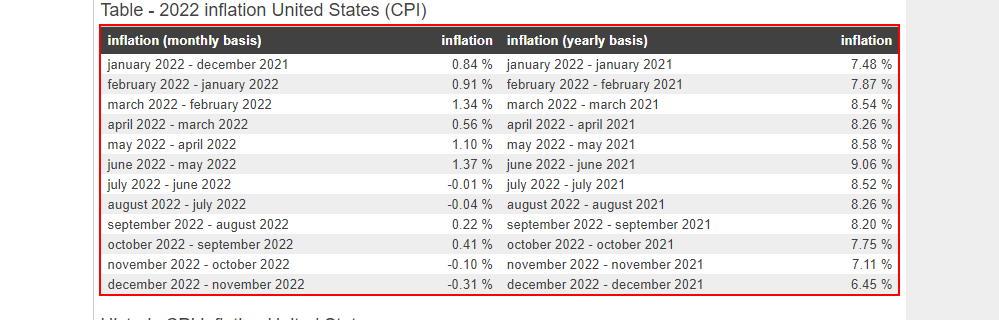 Table - 2022 inflation United States (CPI)
inflation (monthly basis) inflation inflation (yearly basis) inflation
january 2022 - december 2021 0.84 % january 2022 - january 2021 7.48 %
february 2022 - january 2022 0.91 % february 2022 - february 2021 7.87 %
march 2022 - february 2022 1.34 % march 2022 - march 2021 8.54 %
april 2022 - march 2022 0.56 % april 2022 - april 2021 8.26 %
may 2022 - april 2022 1.10 % may 2022 - may 2021 8.58 %
june 2022 - may 2022 1.37 % june 2022 - june 2021 9.06 %
july 2022 - june 2022 -0.01 % july 2022 - july 2021 8.52 %
august 2022 - july 2022 -0.04 % august 2022 - august 2021 8.26 %
september 2022 - august 2022 0.22 % september 2022 - september 2021 8.20 %
october 2022 - september 2022 0.41 % october 2022 - october 2021 7.75 %
november 2022 - october 2022 -0.10 % november 2022 - november 2021 7.11 %
december 2022 - november 2022 -0.31 % december 2022 - december 2021 6.45 %